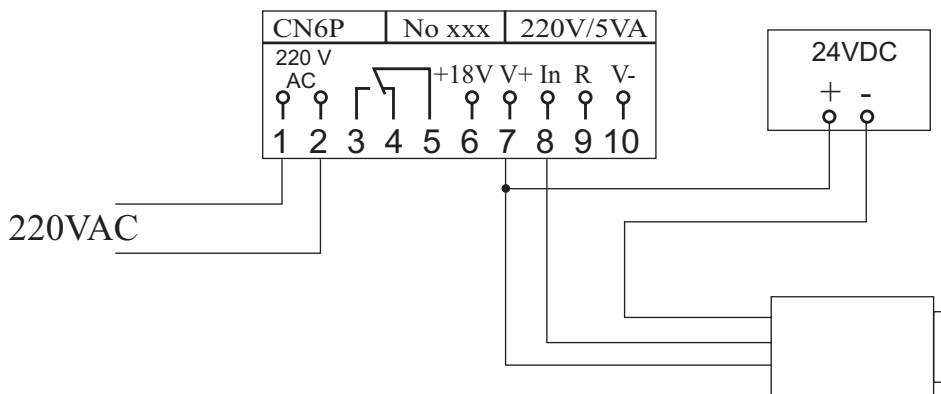 CN6P No xxx 220V/5VA
220 V
AC
+18V V+ In R V-
1 2 3 4 5 6 7 8 9 10
24VDC
+ -
220VAC